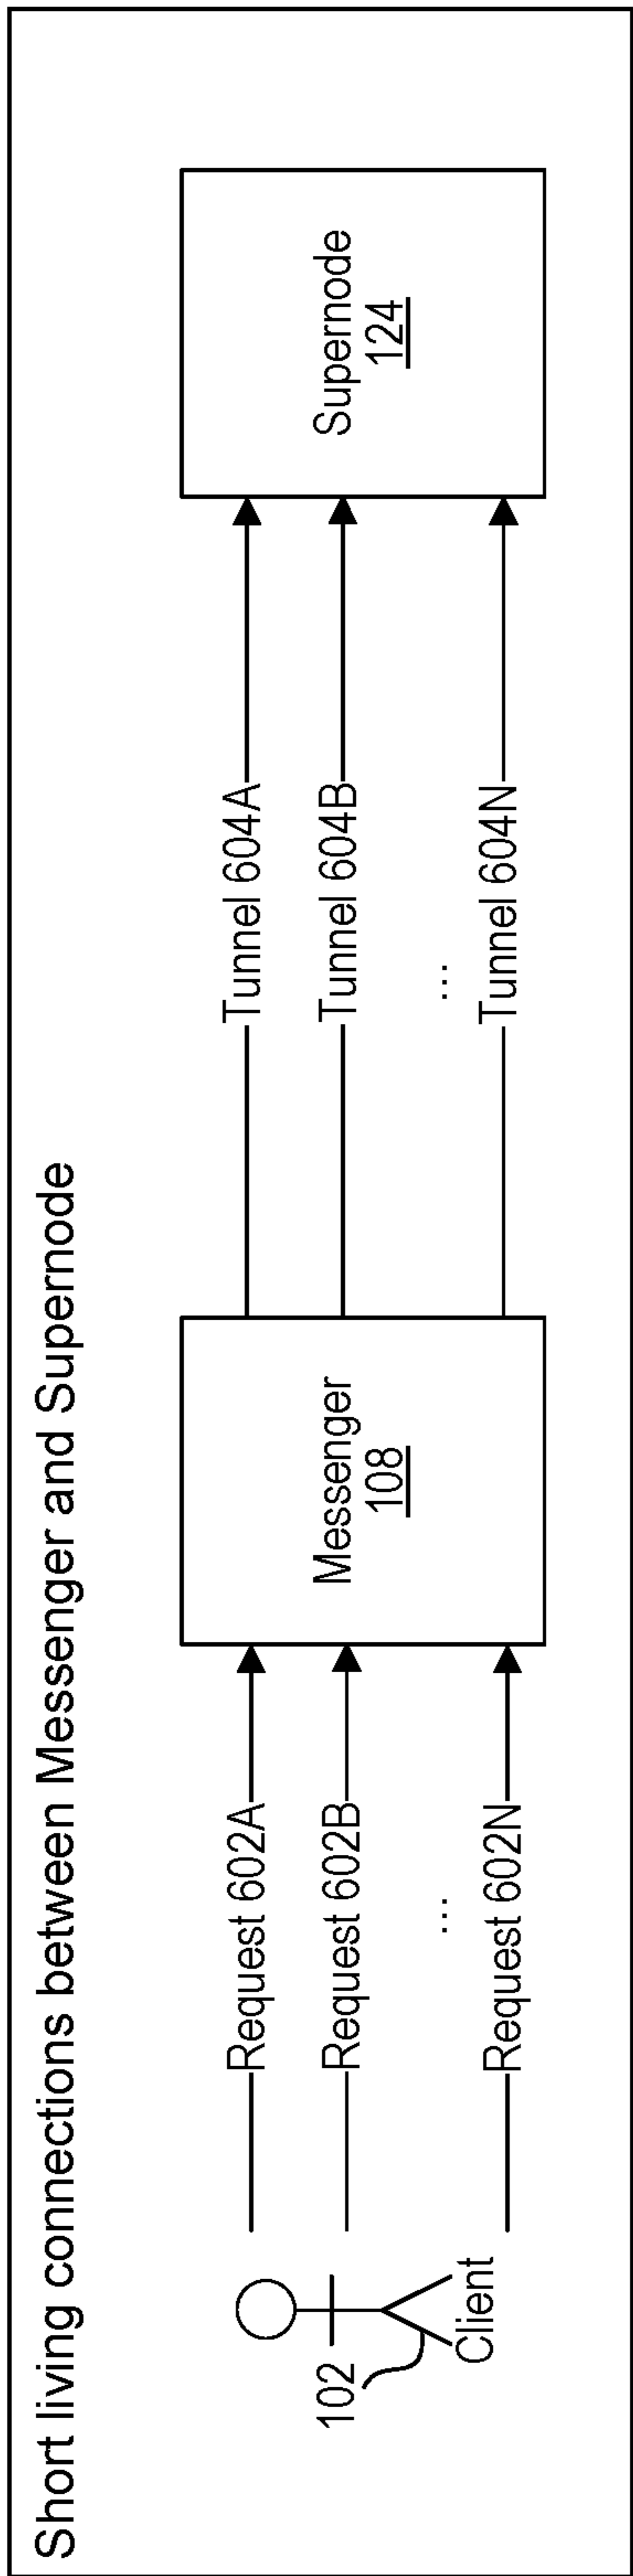 Short living connections between Messenger and Supernode
102
Client
Request 602A
Request 602B
...
Request 602N
Messenger
108
Tunnel 604A
Tunnel 604B
...
Tunnel 604N
Supernode
124